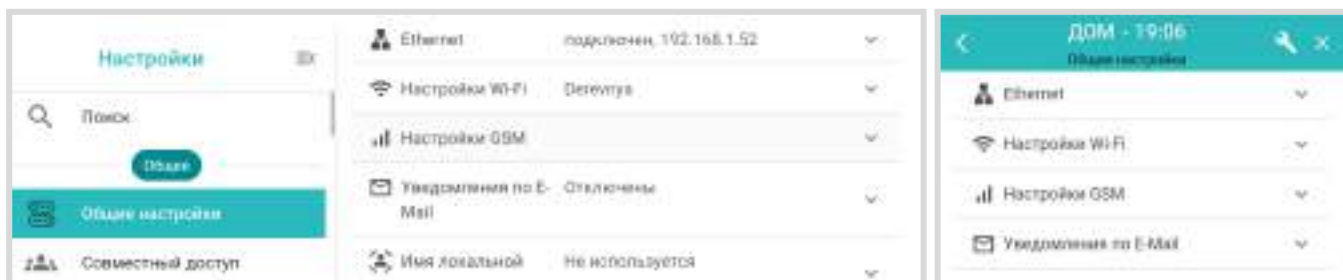 Настройки
Поиск
Общие
Общие настройки
Совместный доступ
Ethernet подключен, 192.168.1.52
Настройки Wi-Fi Derevnya
Настройки GSM
Уведомления по E- Отключены
Mail
Имя локальной Не используется
ДОМ - 19:06
Общие настройки
Ethernet
Настройки Wi-Fi
Настройки GSM
Уведомления по E-Mail